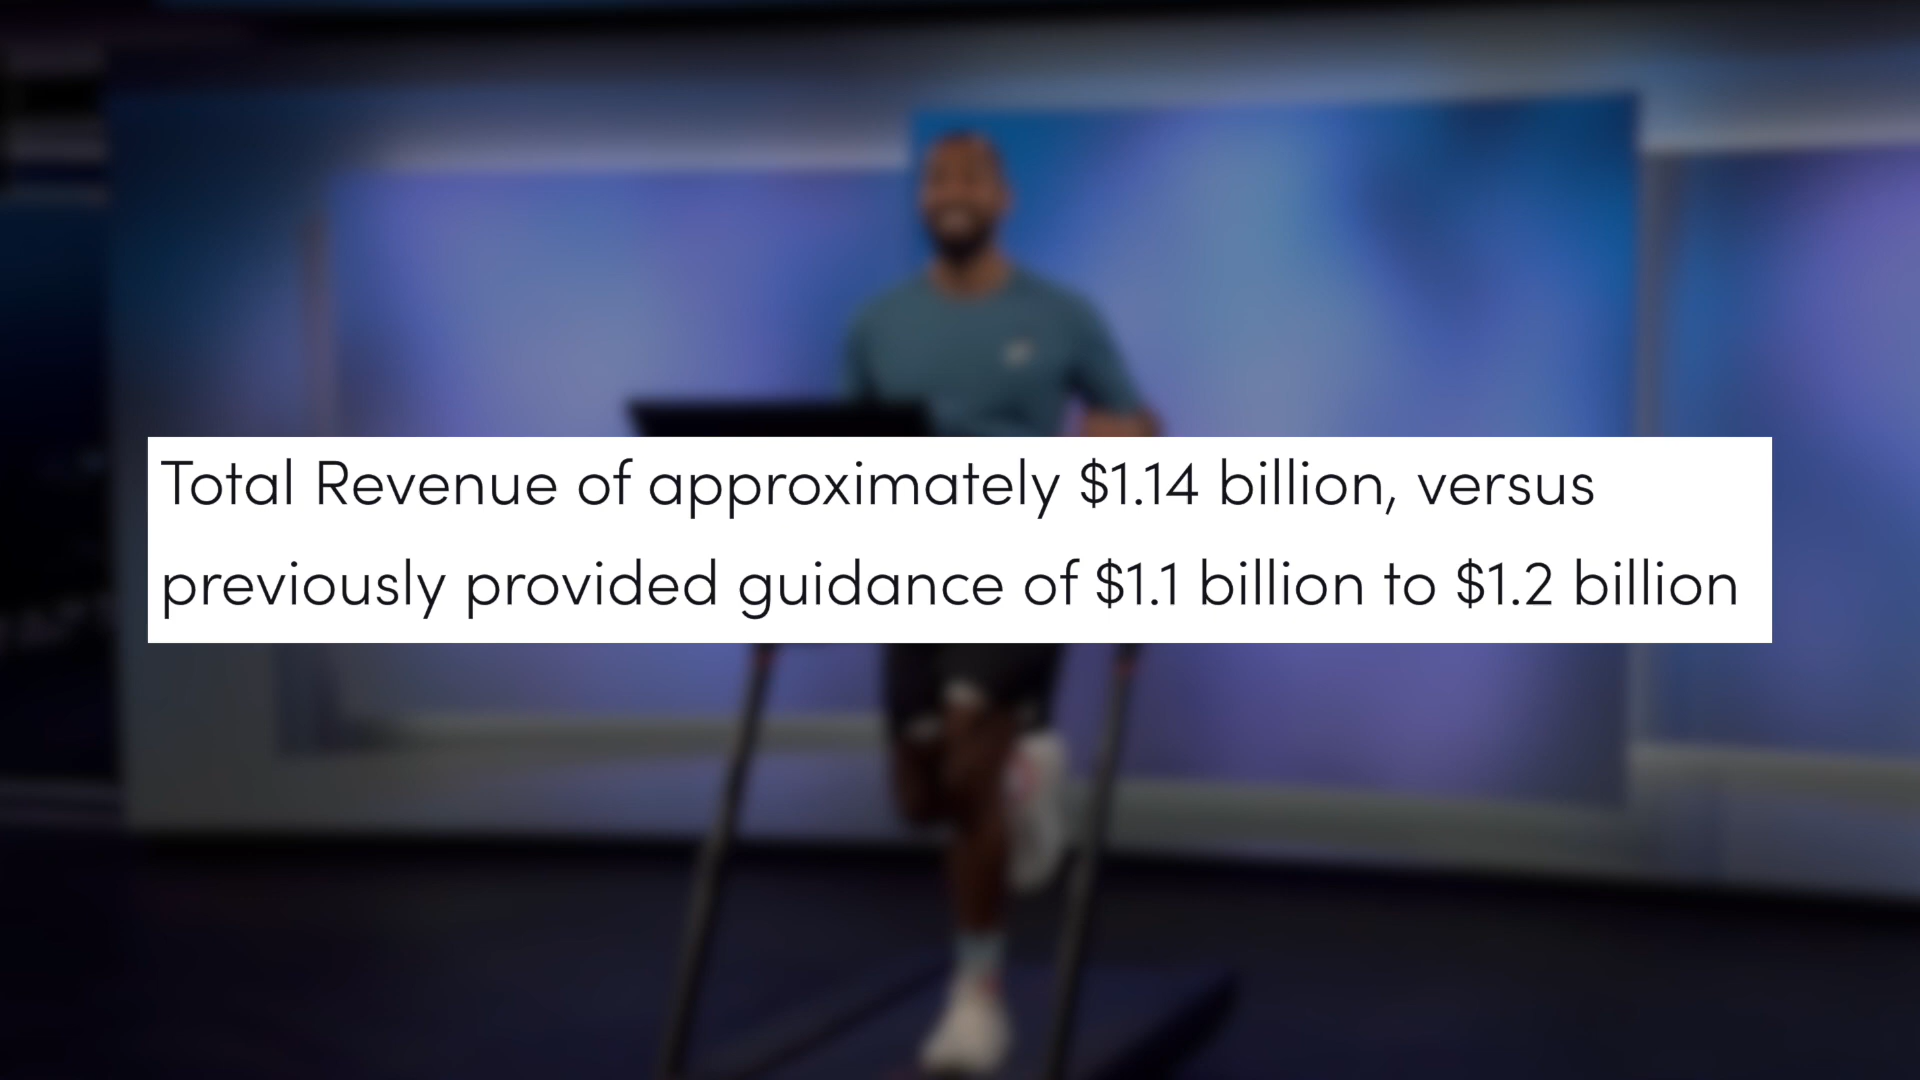 Total Revenue of approximately $1.14 billion, versus
previously provided guidance of $1.1 billion to $1.2 billion